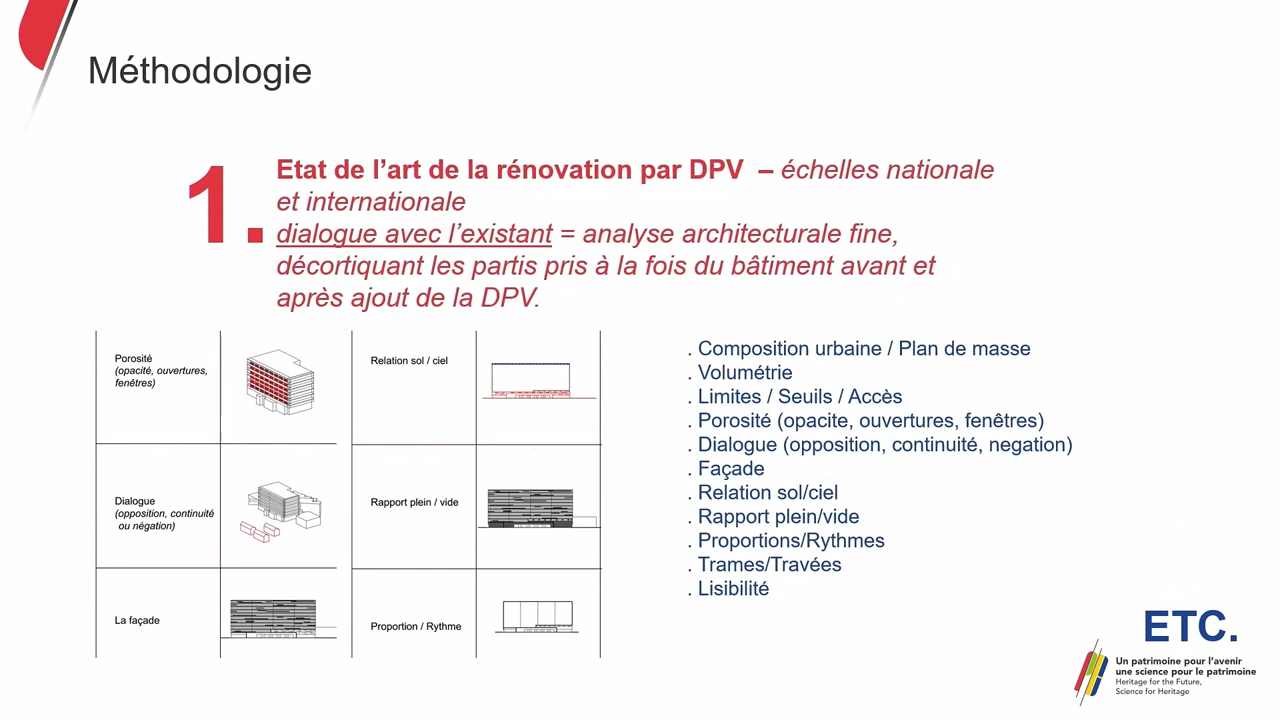 Méthodologie
1.
Etat de l’art de la rénovation par DPV – échelles nationale
et internationale
dialogue avec l’existant = analyse architecturale fine,
décortiquant les partis pris à la fois du bâtiment avant et
après ajout de la DPV.
Porosité
(opacité, ouvertures,
fenêtres)
Relation sol / ciel
Dialogue
(opposition, continuité
ou négation)
Rapport plein / vide
La façade
Proportion / Rythme
. Composition urbaine / Plan de masse
. Volumétrie
. Limites / Seuils / Accès
. Porosité (opacite, ouvertures, fenêtres)
. Dialogue (opposition, continuité, negation)
. Façade
. Relation sol/ciel
. Rapport plein/vide
. Proportions/Rythmes
. Trames/Travées
. Lisibilité
ETC.
Un patrimoine pour l’avenir
une science pour le patrimoine
Heritage for the Future,
Science for Heritage